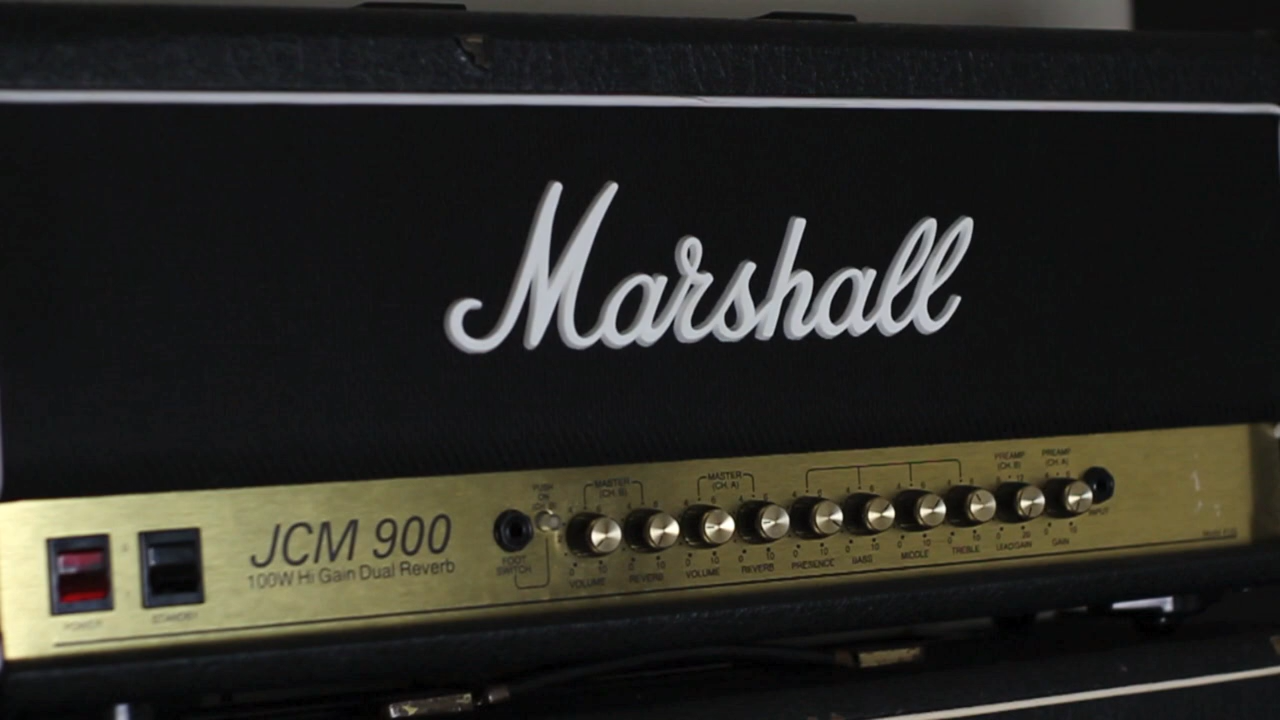 Marshall
JCM 900
100W Hi Gain Dual Reverb
POWER
STANDBY
FOOT
SWITCH
PUSH
ON
MASTER
(CH. B)
MASTER
(CH. A)
PREAMP
(CH. B)
PREAMP
(CH. A)
VOLUME
REVERB
VOLUME
REVERB
PRESENCE
BASS
MIDDLE
TREBLE
LEAD GAIN
GAIN
INPUT